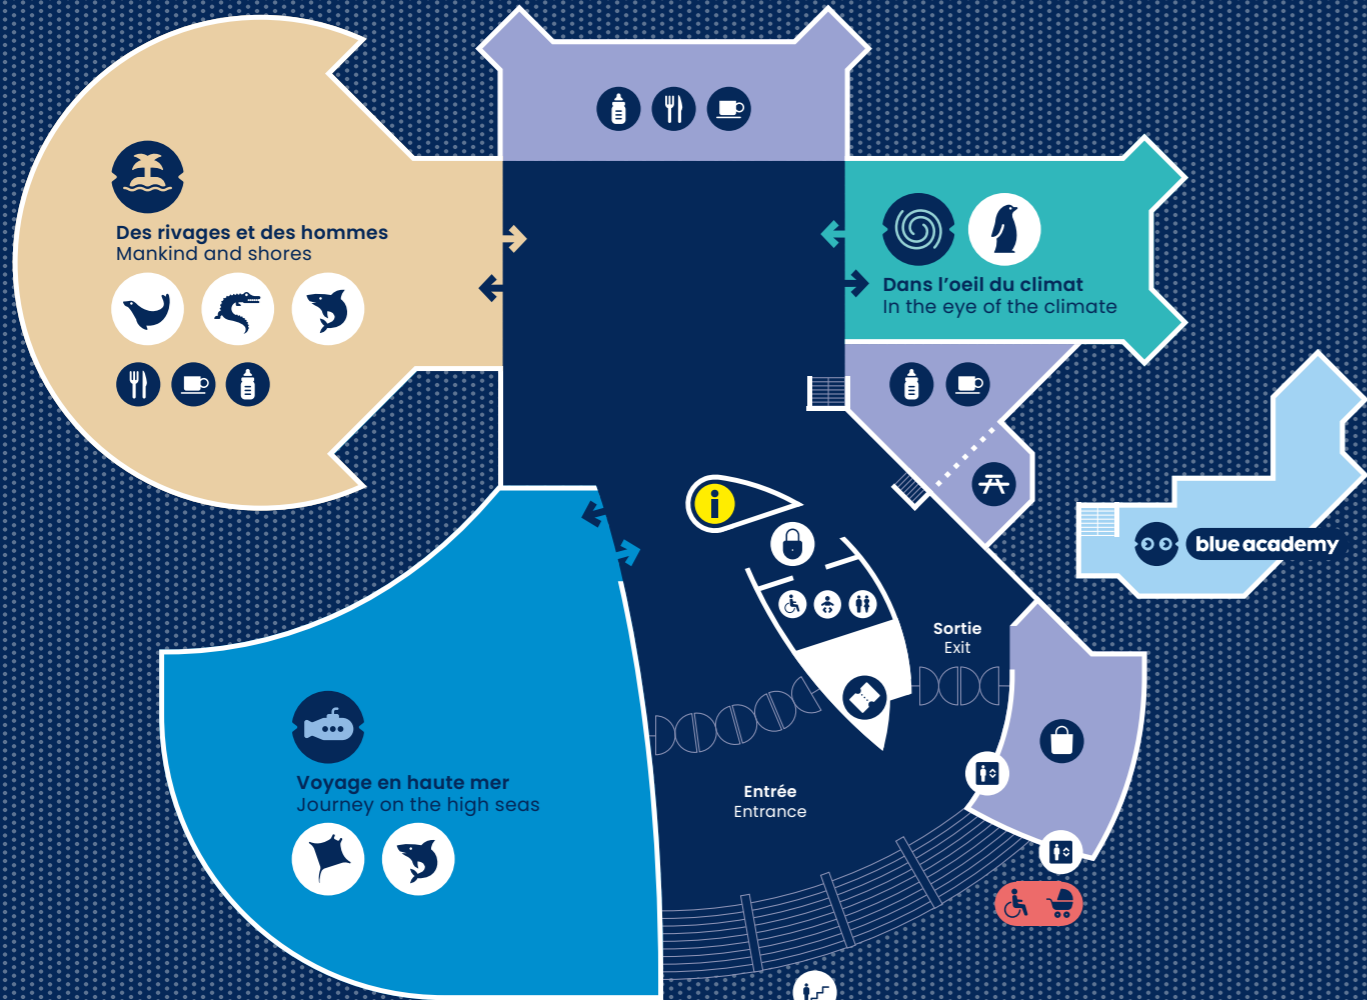 Des rivages et des hommes
Mankind and shores
Dans l'oeil du climat
In the eye of the climate
i
blue academy
Sortie
Exit
Voyage en haute mer
Journey on the high seas
Entrée
Entrance